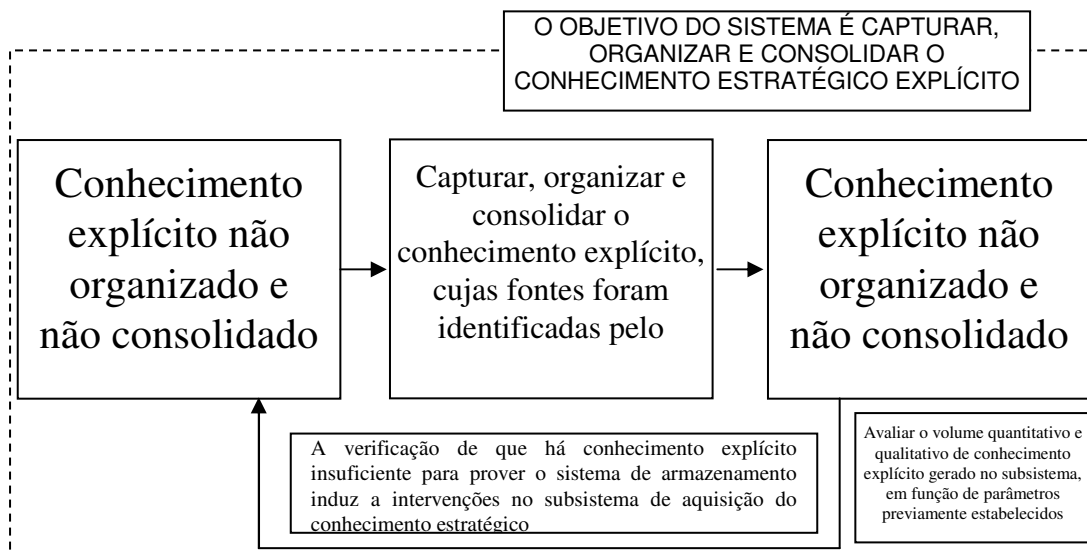 O OBJETIVO DO SISTEMA É CAPTURAR,
ORGANIZAR E CONSOLIDAR O
CONHECIMENTO ESTRATÉGICO EXPLÍCITO
Conhecimento
explícito não
organizado e
não consolidado
Capturar, organizar e
consolidar o
conhecimento explícito,
cujas fontes foram
identificadas pelo
Conhecimento
explícito não
organizado e
não consolidado
A verificação de que há conhecimento explícito
insuficiente para prover o sistema de armazenamento
induz a intervenções no subsistema de aquisição do
conhecimento estratégico
Avaliar o volume quantitativo e
qualitativo de conhecimento
explícito gerado no subsistema,
em função de parâmetros
previamente estabelecidos